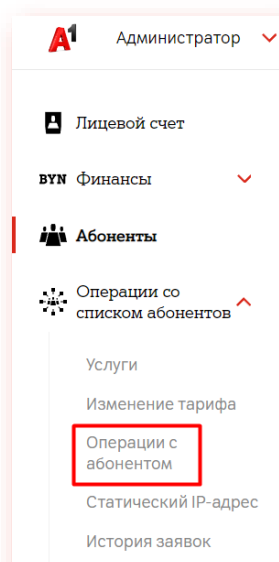 A1 Администратор
Лицевой счет
BYN Финансы
Абоненты
Операции со
списком абонентов
Услуги
Изменение тарифа
Операции с
абонентом
Статический IP-адрес
История заявок